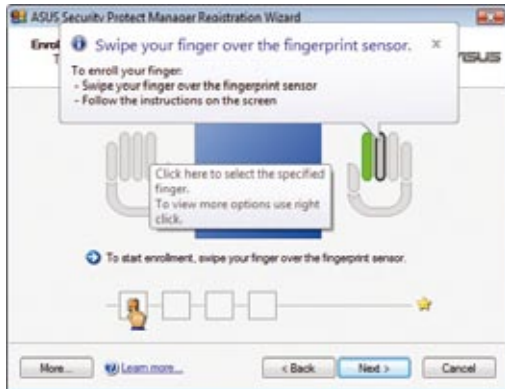 ASUS Security Protect Manager Registration Wizard
Swipe your finger over the fingerprint sensor.
To enroll your finger:
- Swipe your finger over the fingerprint sensor
- Follow the instructions on the screen
ASUS
Click here to select the specified
finger.
To view more options use right
click.
To start enrollment, swipe your finger over the fingerprint sensor.
More...
Learn more...
< Back
Next >
Cancel